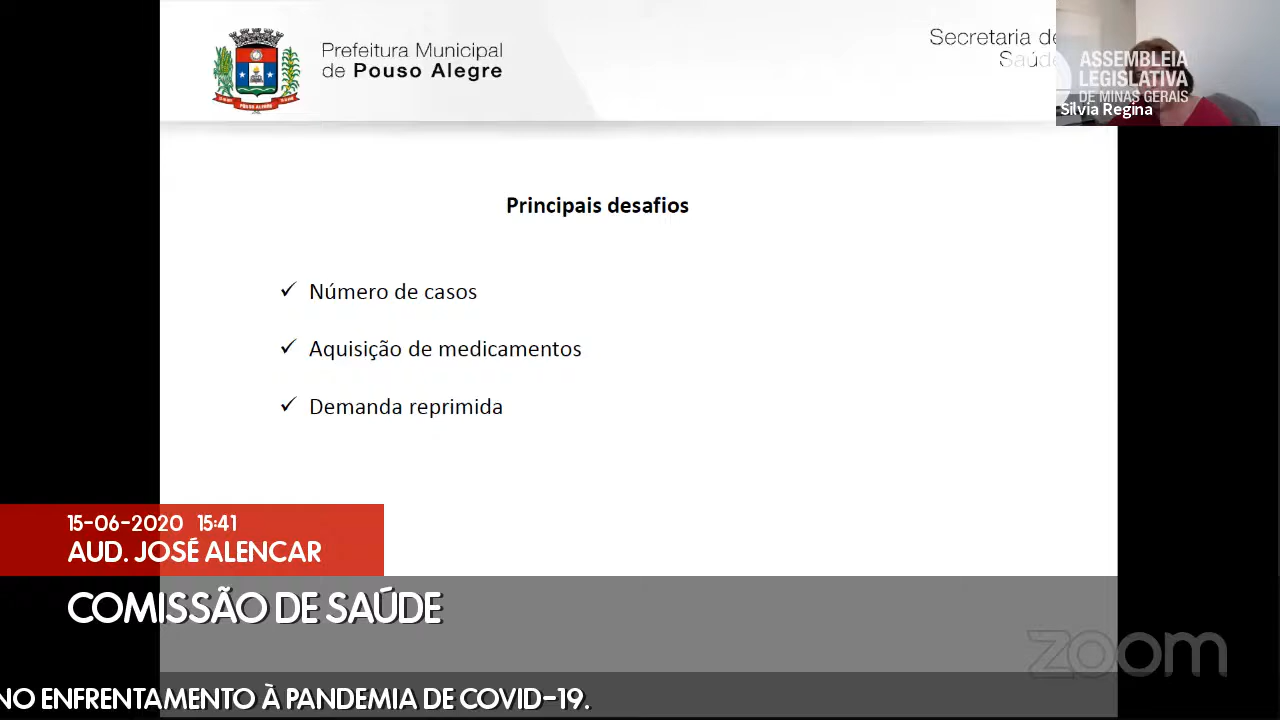 Prefeitura Municipal
de Pouso Alegre
Secretaria de
Saúde
ASSEMBLEIA
LEGISLATIVA
DE MINAS GERAIS
Silvia Regina
Principais desafios
✓ Número de casos
✓ Aquisição de medicamentos
✓ Demanda reprimida
15-06-2020 15:41
AUD. JOSÉ ALENCAR
COMISSÃO DE SAÚDE
zoom
NO ENFRENTAMENTO À PANDEMIA DE COVID-19.